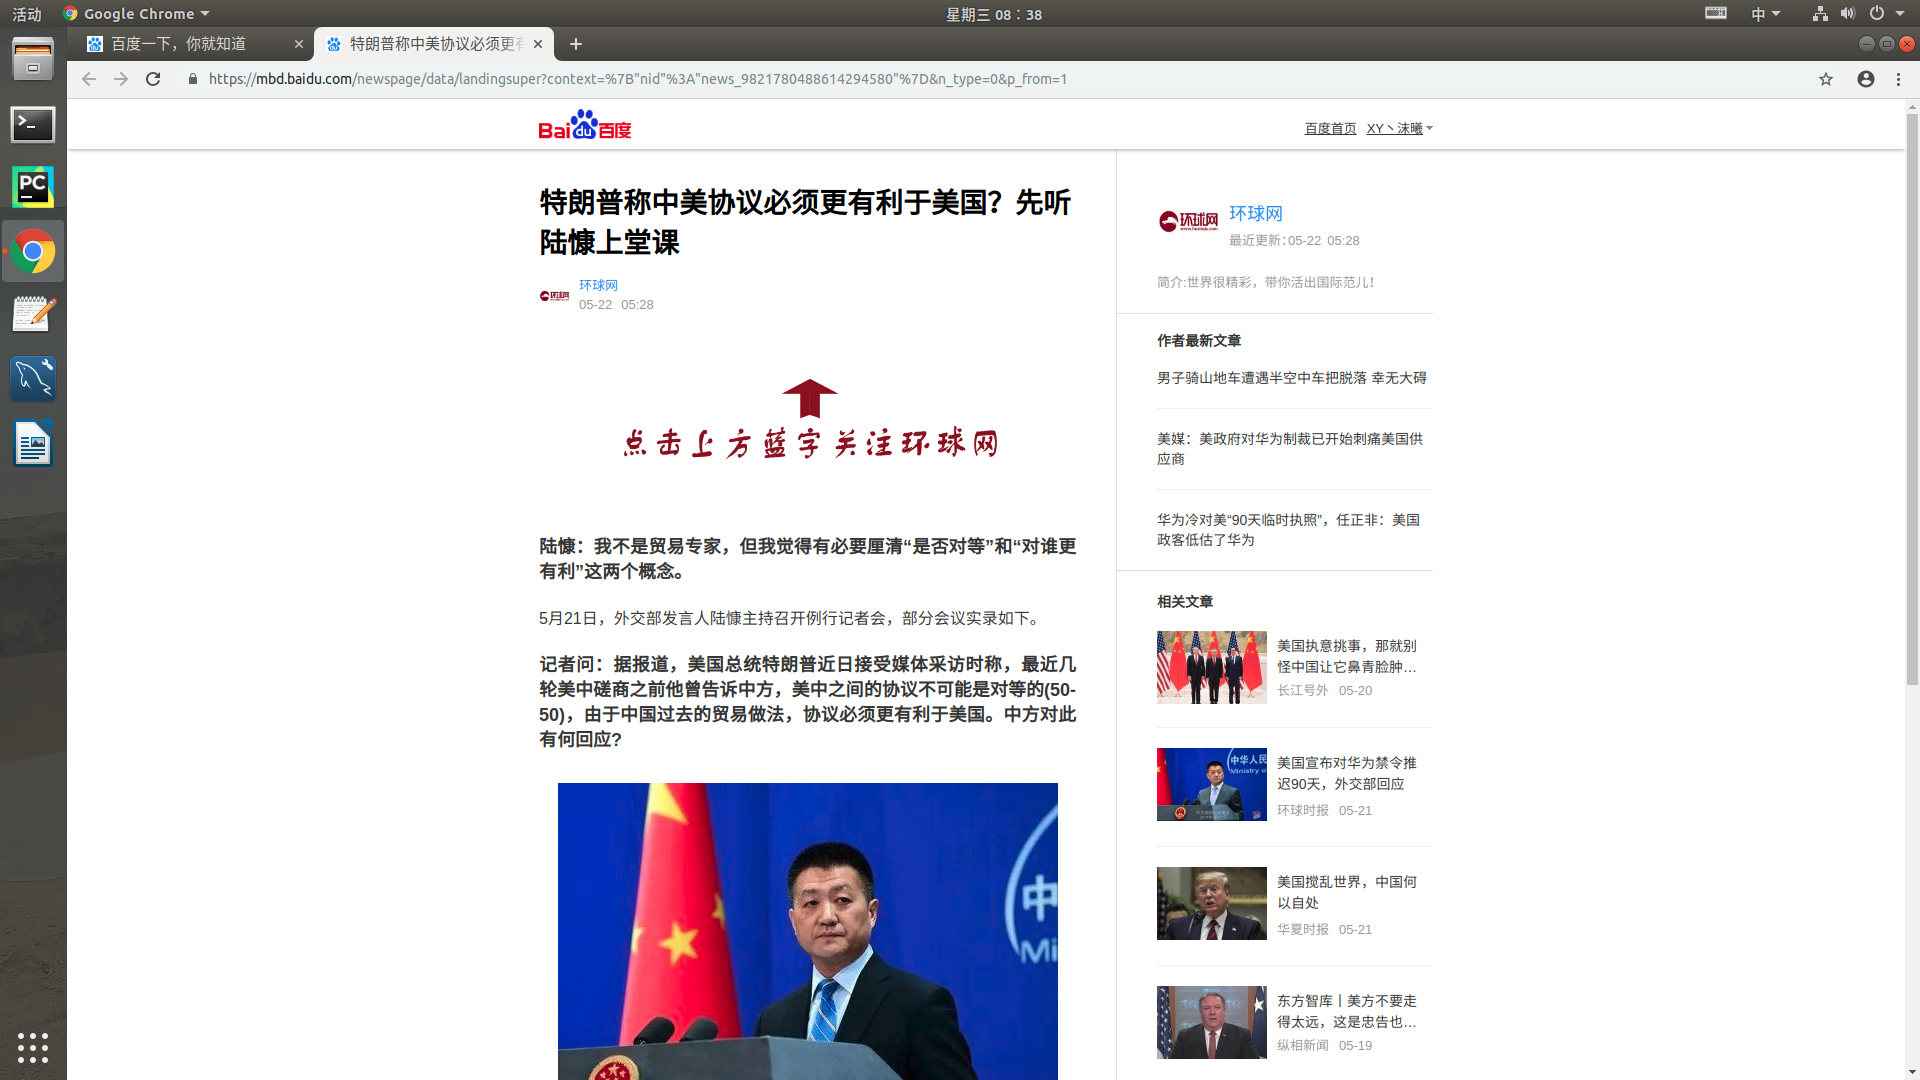 活动
Google Chrome
星期三 08：38
中
百度一下，你就知道
特朗普称中美协议必须更有
https://mbd.baidu.com/newspage/data/landingsuper?context=%7B"nid"%3A"news_9821780488614294580"%7D&n_type=0&p_from=1
Baidu百度
百度首页
XY丶沫曦
特朗普称中美协议必须更有利于美国？先听
陆慷上堂课
环球网
05-22 05:28
点击上方蓝字关注环球网
陆慷：我不是贸易专家，但我觉得有必要厘清“是否对等”和“对谁更
有利”这两个概念。
5月21日，外交部发言人陆慷主持召开例行记者会，部分会议实录如下。
记者问：据报道，美国总统特朗普近日接受媒体采访时称，最近几
轮美中磋商之前他曾告诉中方，美中之间的协议不可能是对等的(50-
50)，由于中国过去的贸易做法，协议必须更有利于美国。中方对此
有何回应?
中
Mi
环球网
www.huanqiu.com
环球网
最近更新:05-22 05:28
简介:世界很精彩，带你活出国际范儿！
作者最新文章
男子骑山地车遭遇半空中车把脱落 幸无大碍
美媒：美政府对华为制裁已开始刺痛美国供
应商
华为冷对美“90天临时执照”，任正非：美国
政客低估了华为
相关文章
美国执意挑事，那就别
怪中国让它鼻青脸肿…
长江号外 05-20
中华人民
Ministry of
美国宣布对华为禁令推
迟90天，外交部回应
环球时报 05-21
美国搅乱世界，中国何
以自处
华夏时报 05-21
东方智库丨美方不要走
得太远，这是忠告也…
纵相新闻 05-19
PC